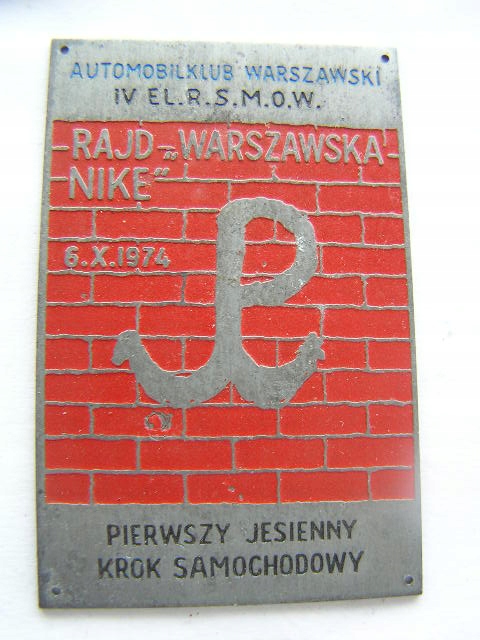 AUTOMOBILKLUB WARSZAWSKI
IV EL.R.S.M.O.W.
RAJD „WARSZAWSKA
NIKE”
6.X.1974
PIERWSZY JESIENNY
KROK SAMOCHODOWY